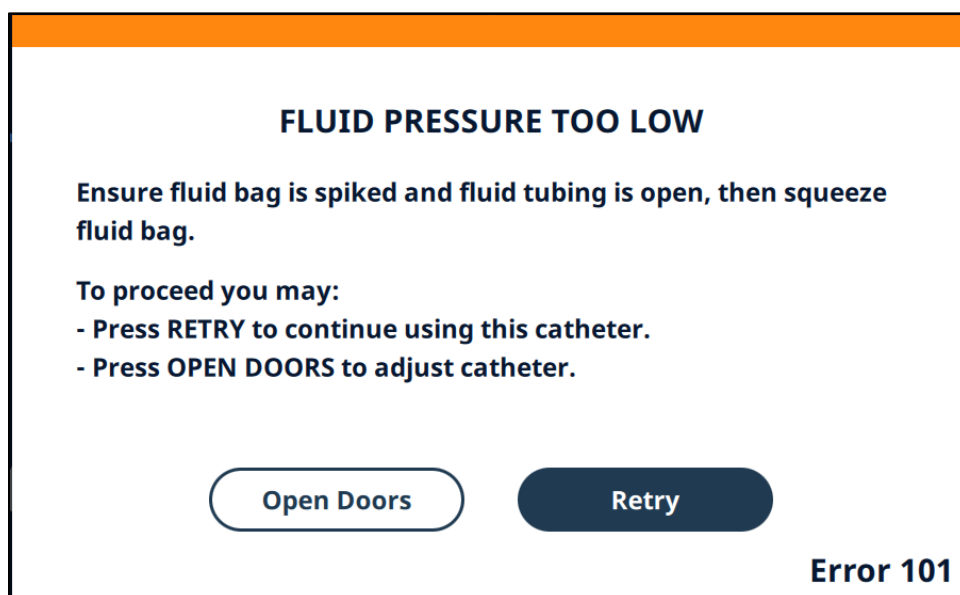 FLUID PRESSURE TOO LOW
Ensure fluid bag is spiked and fluid tubing is open, then squeeze
fluid bag.
To proceed you may:
- Press RETRY to continue using this catheter.
- Press OPEN DOORS to adjust catheter.
Open Doors
Retry
Error 101